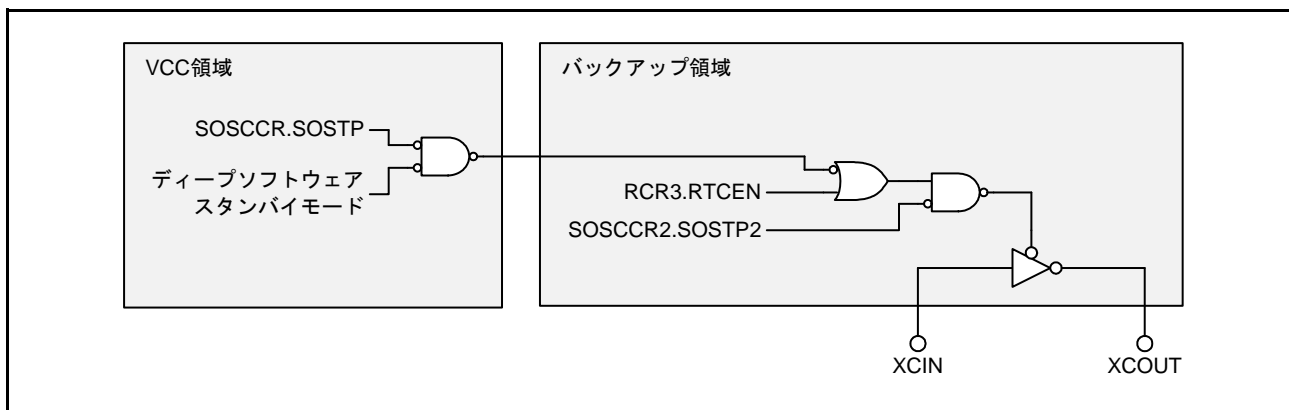 VCC領域
SOSCCR.SOSTP
ディープソフトウェア
スタンバイモード
バックアップ領域
RCR3.RTCEN
SOSCCR2.SOSTP2
XCIN
XCOUT